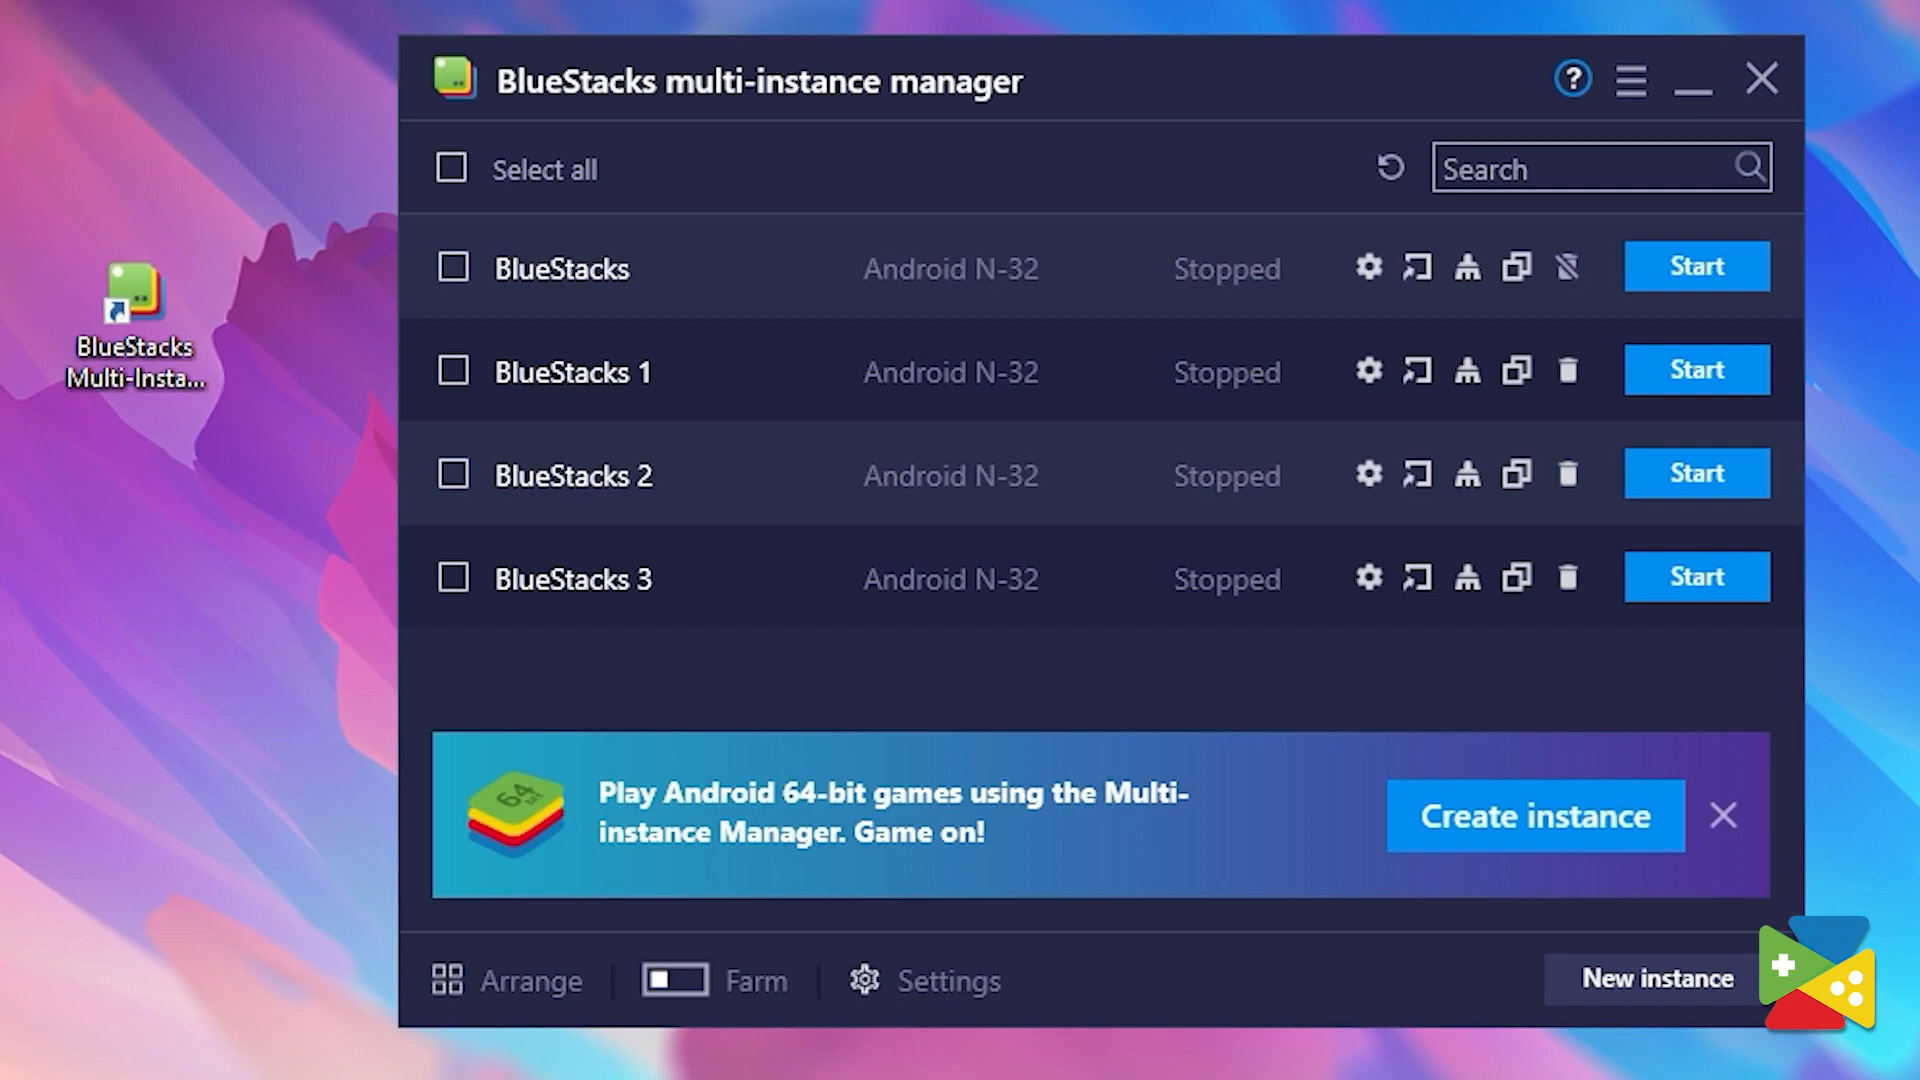 BlueStacks multi-instance manager
?
Select all
Search
BlueStacks Android N-32 Stopped Start
BlueStacks 1 Android N-32 Stopped Start
BlueStacks 2 Android N-32 Stopped Start
BlueStacks 3 Android N-32 Stopped Start
BlueStacks
Multi-Insta...
64
bit
Play Android 64-bit games using the Multi-
instance Manager. Game on!
Create instance
Arrange Farm Settings New instance